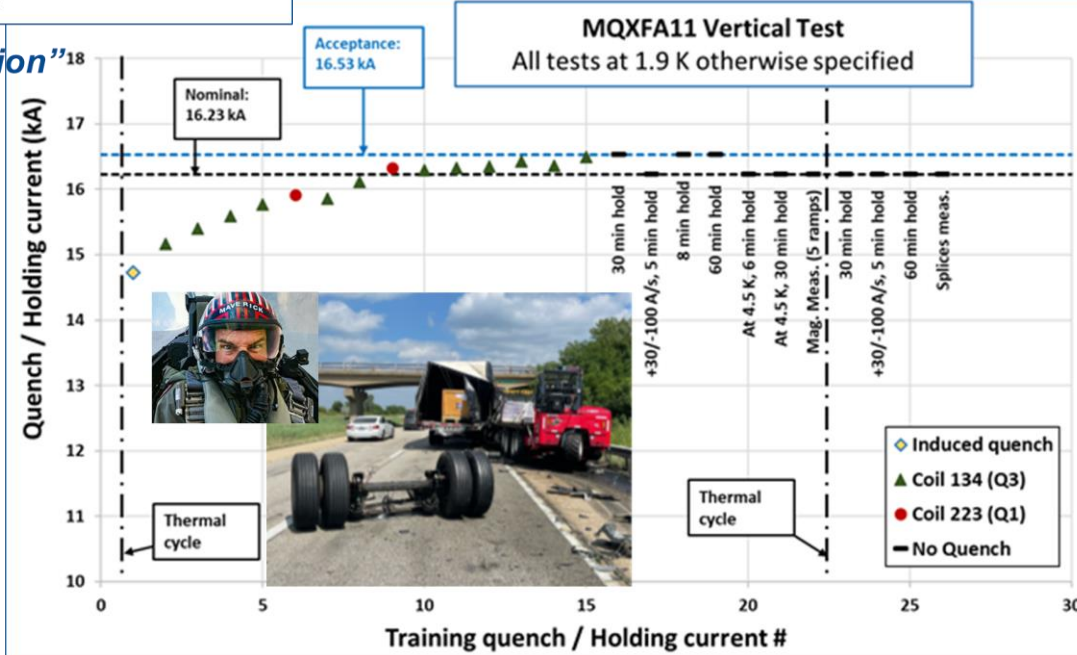 ion”
MQXFA11 Vertical Test
All tests at 1.9 K otherwise specified
Acceptance:
16.53 kA
Nominal:
16.23 kA
Quench / Holding current (kA)
18
17
16
15
14
13
12
11
10
30 min hold
+30/-100 A/s, 5 min hold
8 min hold
60 min hold
At 4.5 K, 6 min hold
At 4.5 K, 30 min hold
Mag. Meas. (5 ramps)
30 min hold
+30/-100 A/s, 5 min hold
60 min hold
Splices meas.
MAVERICK
Thermal
cycle
Thermal
cycle
Induced quench
Coil 134 (Q3)
Coil 223 (Q1)
No Quench
0
5
10
15
20
25
30
Training quench / Holding current #